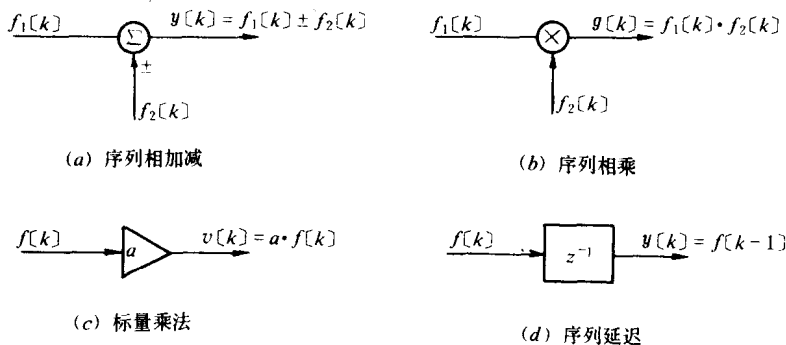 f₁[k]
Σ
y[k]=f₁[k]±f₂[k]
±
f₂[k]
(a) 序列相加减
f₁[k]
×
g[k]=f₁[k]·f₂[k]
f₂[k]
(b) 序列相乘
f[k]
a
v[k]=a·f[k]
(c) 标量乘法
f[k]
z⁻¹
y[k]=f[k-1]
(d) 序列延迟